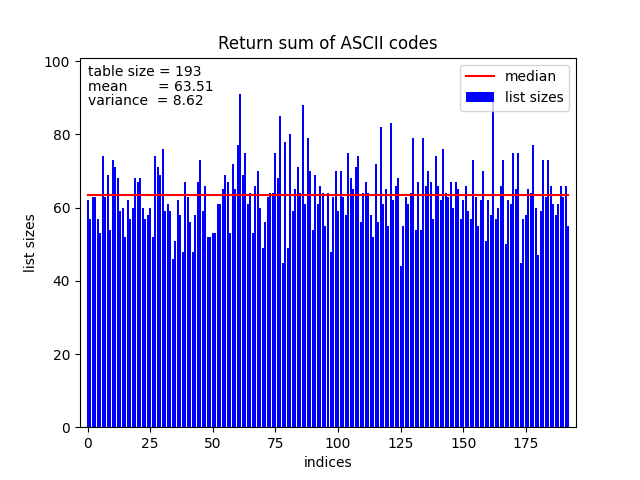 Return sum of ASCII codes
table size = 193
mean = 63.51
variance = 8.62
median
list sizes
list sizes
100
80
60
40
20
0
0 25 50 75 100 125 150 175
indices